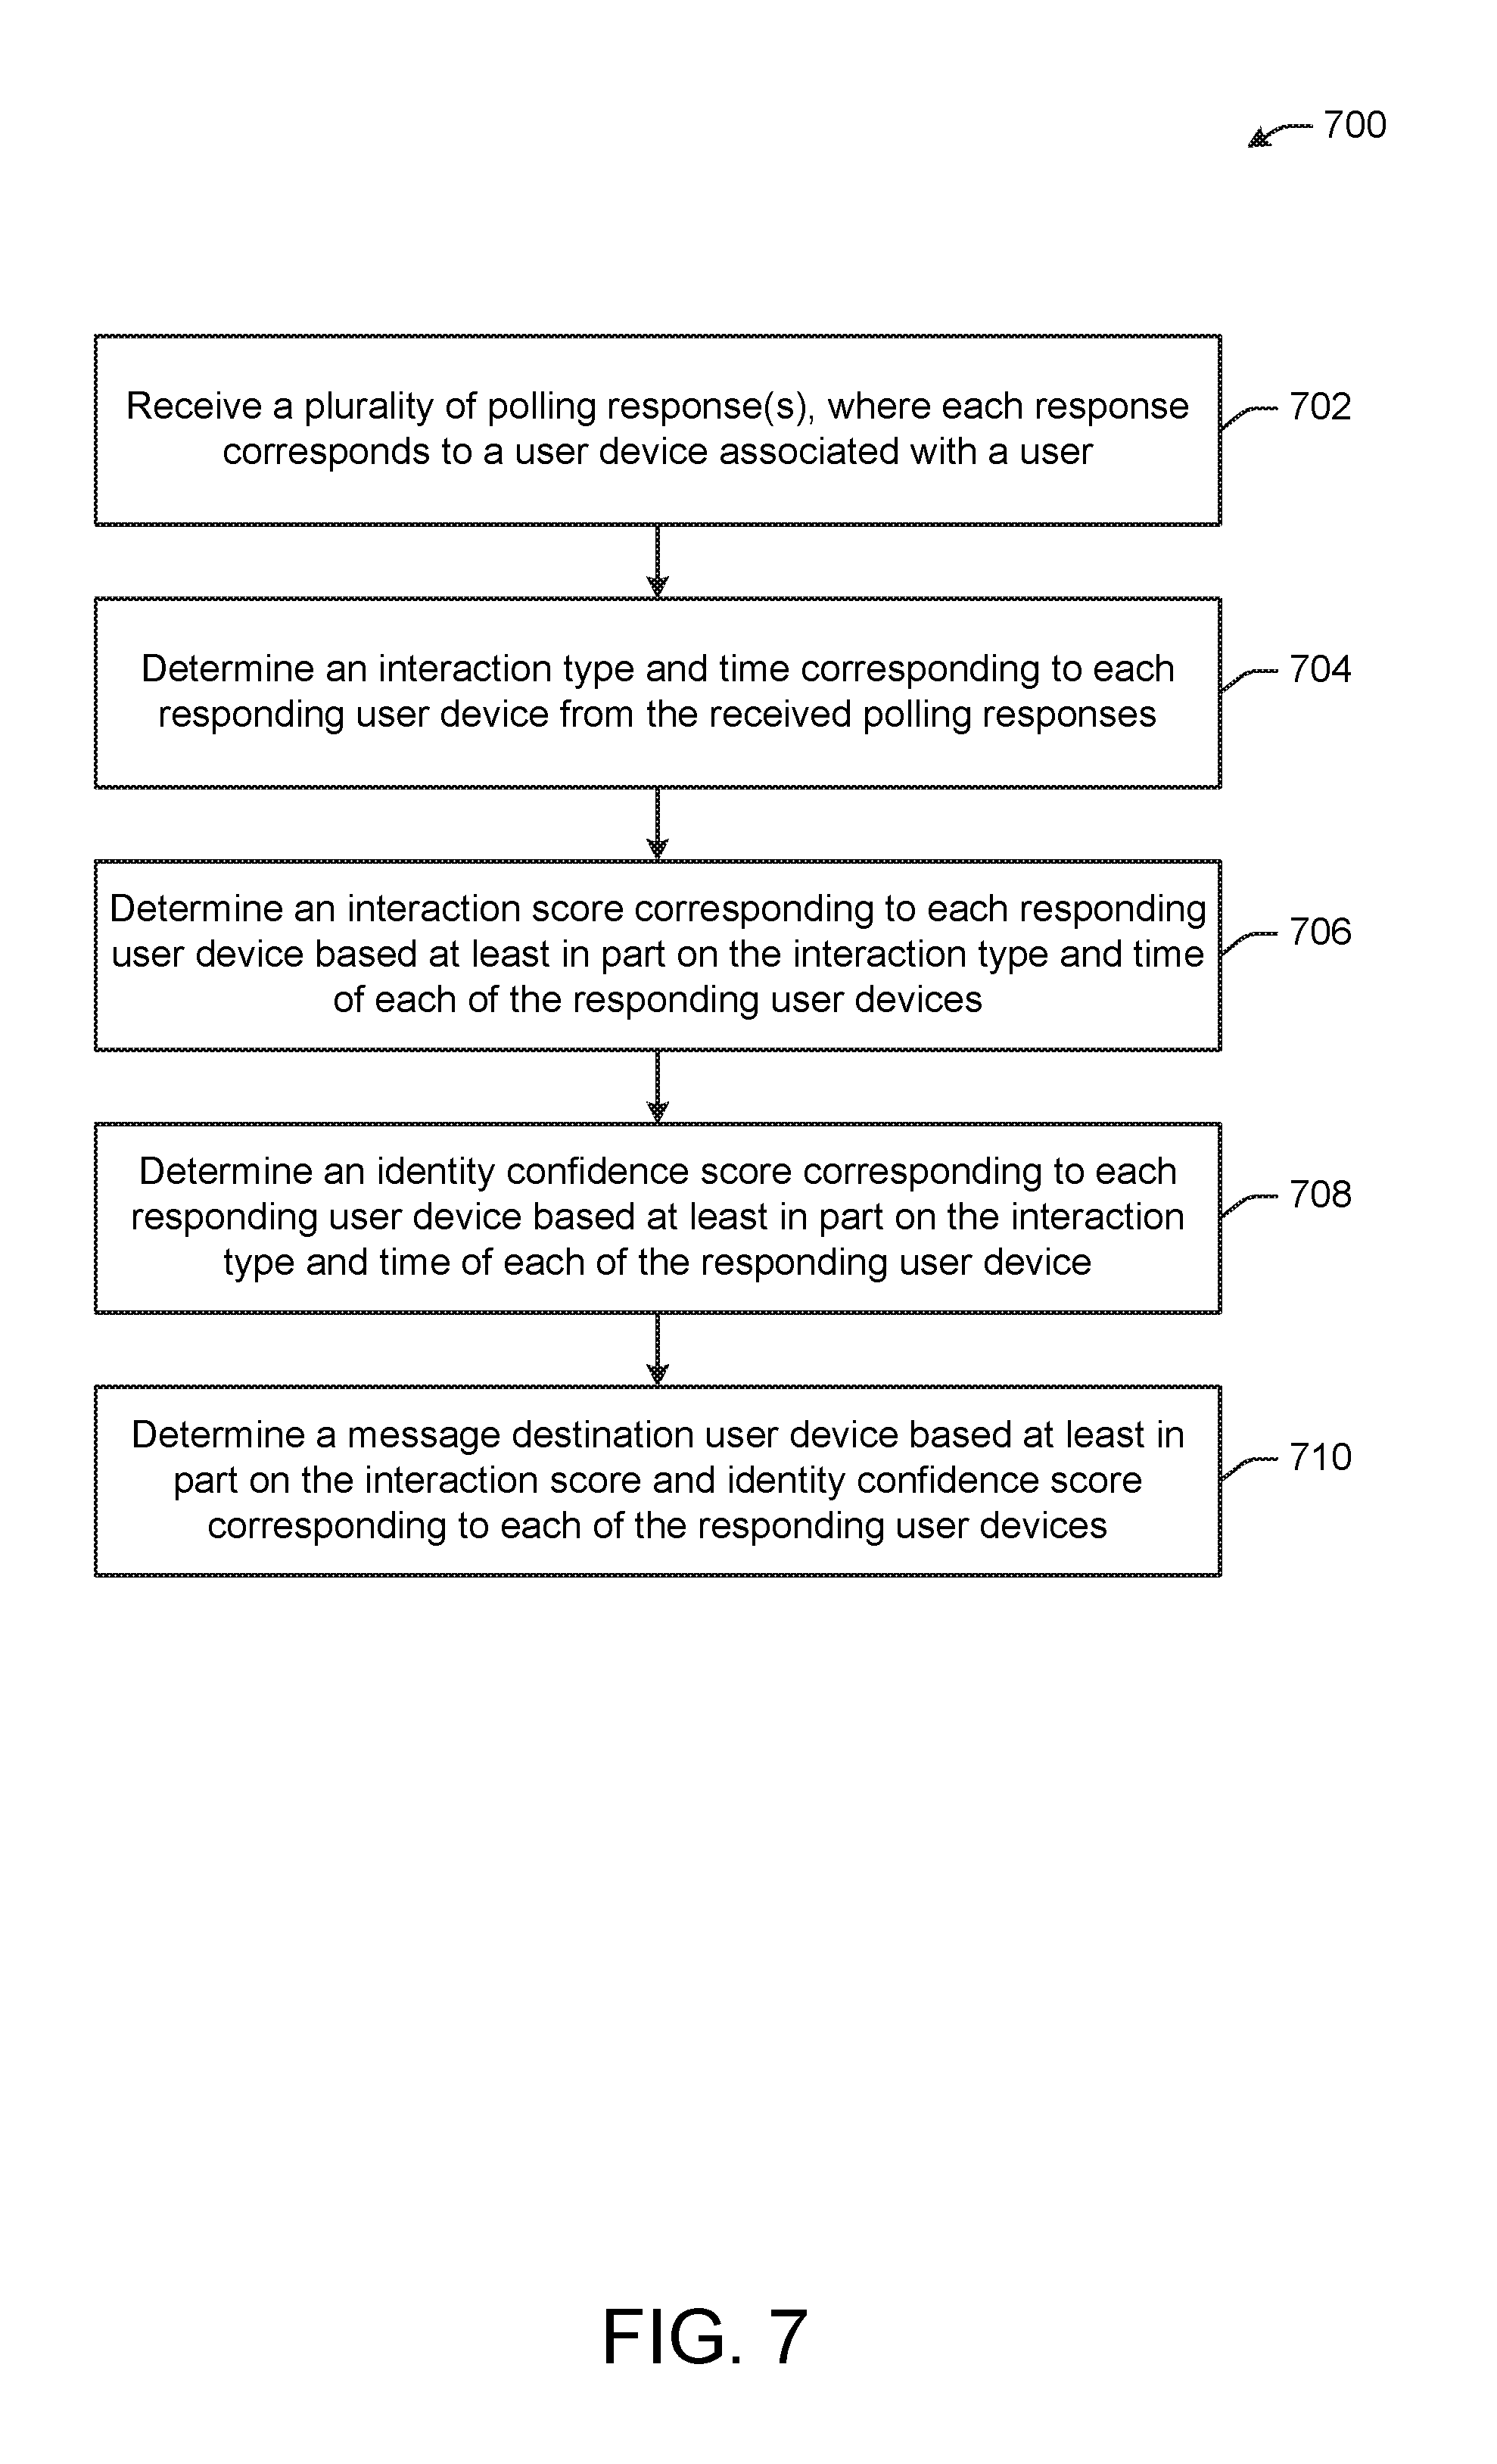 700
Receive a plurality of polling response(s), where each response
corresponds to a user device associated with a user
702
Determine an interaction type and time corresponding to each
responding user device from the received polling responses
704
Determine an interaction score corresponding to each responding
user device based at least in part on the interaction type and time
of each of the responding user devices
706
Determine an identity confidence score corresponding to each
responding user device based at least in part on the interaction
type and time of each of the responding user device
708
Determine a message destination user device based at least in
part on the interaction score and identity confidence score
corresponding to each of the responding user devices
710
FIG. 7